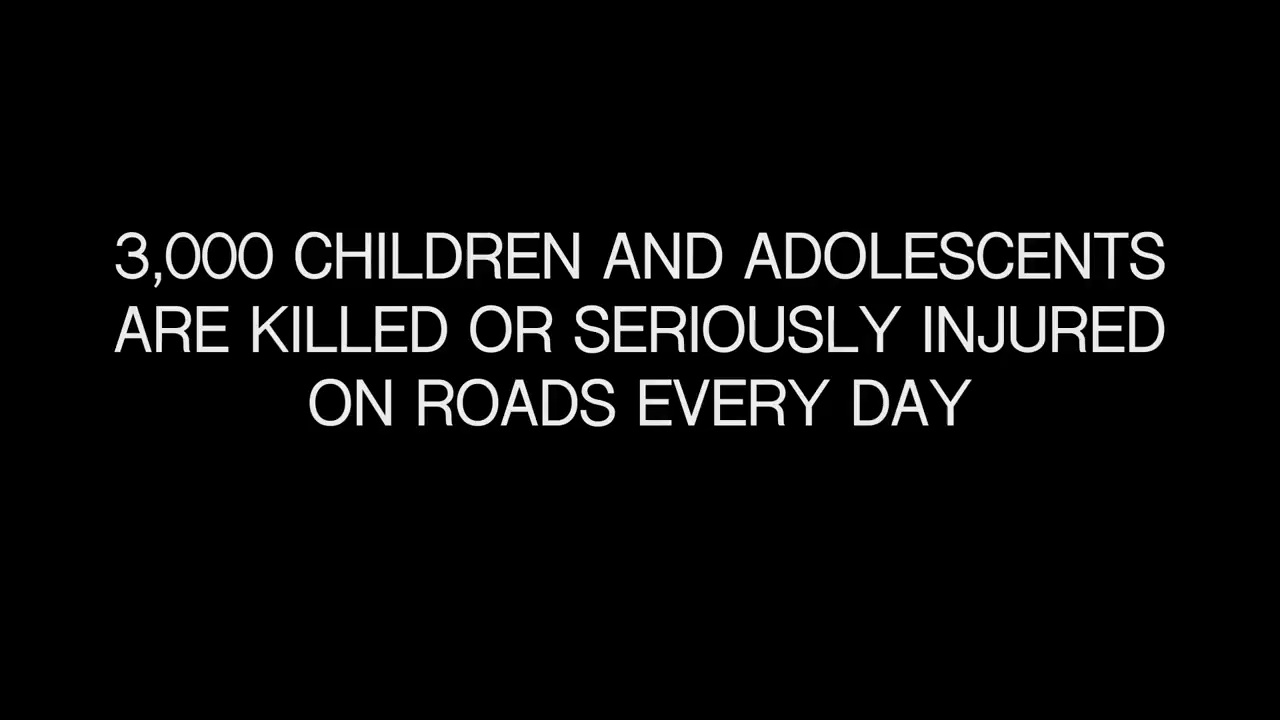 3,000 CHILDREN AND ADOLESCENTS
ARE KILLED OR SERIOUSLY INJURED
ON ROADS EVERY DAY